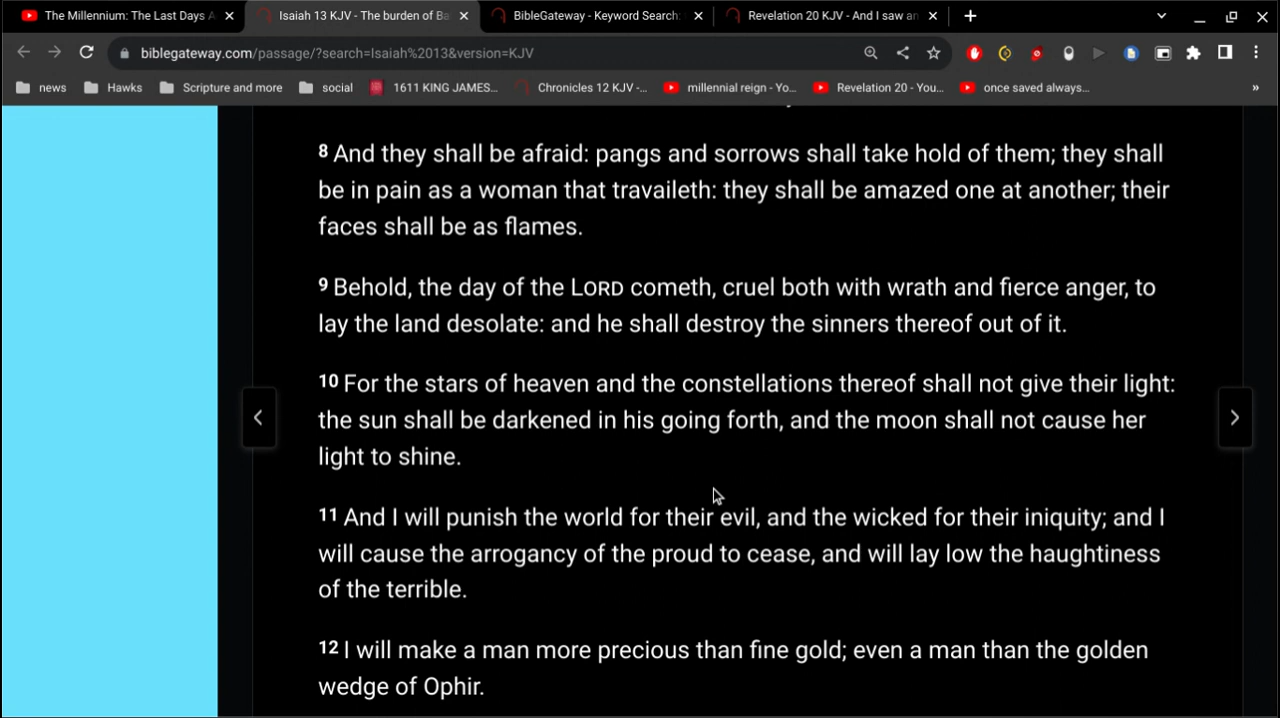 The Millennium: The Last Days A
Isaiah 13 KJV - The burden of Ba
BibleGateway - Keyword Search:
Revelation 20 KJV - And I saw an
biblegateway.com/passage/?search=Isaiah%2013&version=KJV
news
Hawks
Scripture and more
social
1611 KING JAMES...
Chronicles 12 KJV -...
millennial reign - Yo...
Revelation 20 - You...
once saved always...
8 And they shall be afraid: pangs and sorrows shall take hold of them; they shall
be in pain as a woman that travaileth: they shall be amazed one at another; their
faces shall be as flames.
9 Behold, the day of the LORD cometh, cruel both with wrath and fierce anger, to
lay the land desolate: and he shall destroy the sinners thereof out of it.
10 For the stars of heaven and the constellations thereof shall not give their light:
the sun shall be darkened in his going forth, and the moon shall not cause her
light to shine.
11 And I will punish the world for their evil, and the wicked for their iniquity; and I
will cause the arrogancy of the proud to cease, and will lay low the haughtiness
of the terrible.
12 I will make a man more precious than fine gold; even a man than the golden
wedge of Ophir.